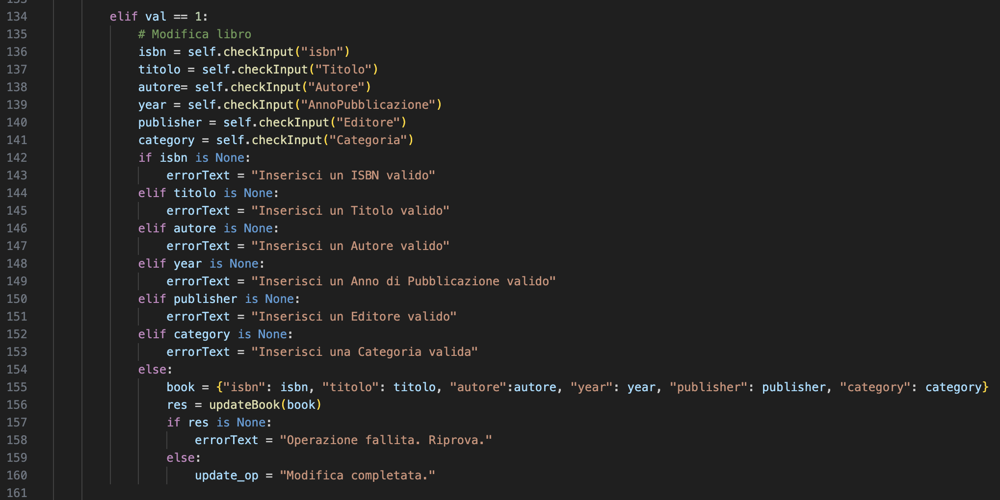 134 elif val == 1:
135 # Modifica libro
136 isbn = self.checkInput("isbn")
137 titolo = self.checkInput("Titolo")
138 autore= self.checkInput("Autore")
139 year = self.checkInput("AnnoPubblicazione")
140 publisher = self.checkInput("Editore")
141 category = self.checkInput("Categoria")
142 if isbn is None:
143 errorText = "Inserisci un ISBN valido"
144 elif titolo is None:
145 errorText = "Inserisci un Titolo valido"
146 elif autore is None:
147 errorText = "Inserisci un Autore valido"
148 elif year is None:
149 errorText = "Inserisci un Anno di Pubblicazione valido"
150 elif publisher is None:
151 errorText = "Inserisci un Editore valido"
152 elif category is None:
153 errorText = "Inserisci una Categoria valida"
154 else:
155 book = {"isbn": isbn, "titolo": titolo, "autore":autore, "year": year, "publisher": publisher, "category": category}
156 res = updateBook(book)
157 if res is None:
158 errorText = "Operazione fallita. Riprova."
159 else:
160 update_op = "Modifica completata."
161